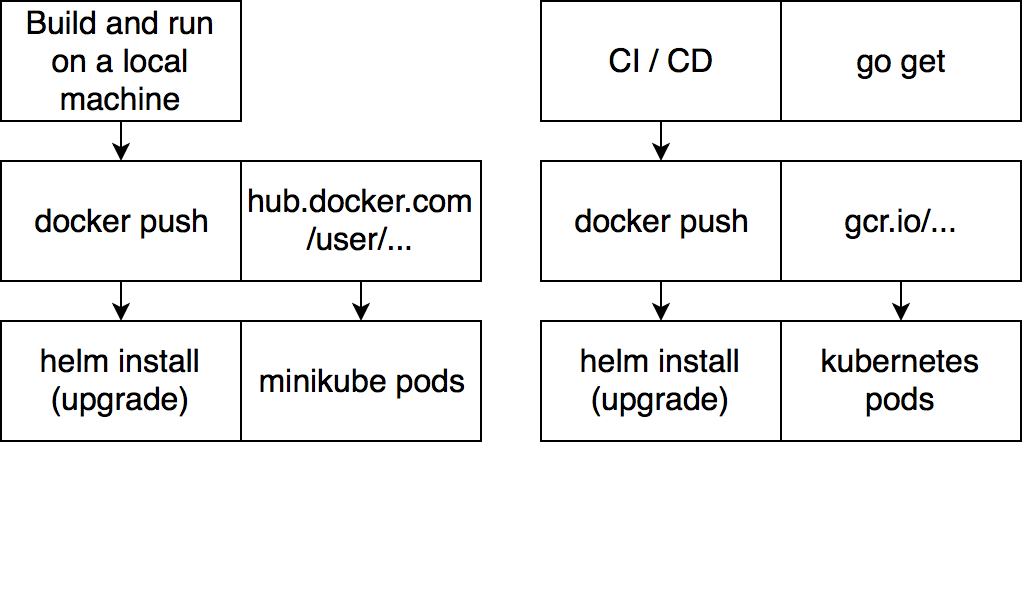 Build and run
on a local
machine
docker push
hub.docker.com
/user/...
helm install
(upgrade)
minikube pods
CI / CD
go get
docker push
gcr.io/...
helm install
(upgrade)
kubernetes
pods